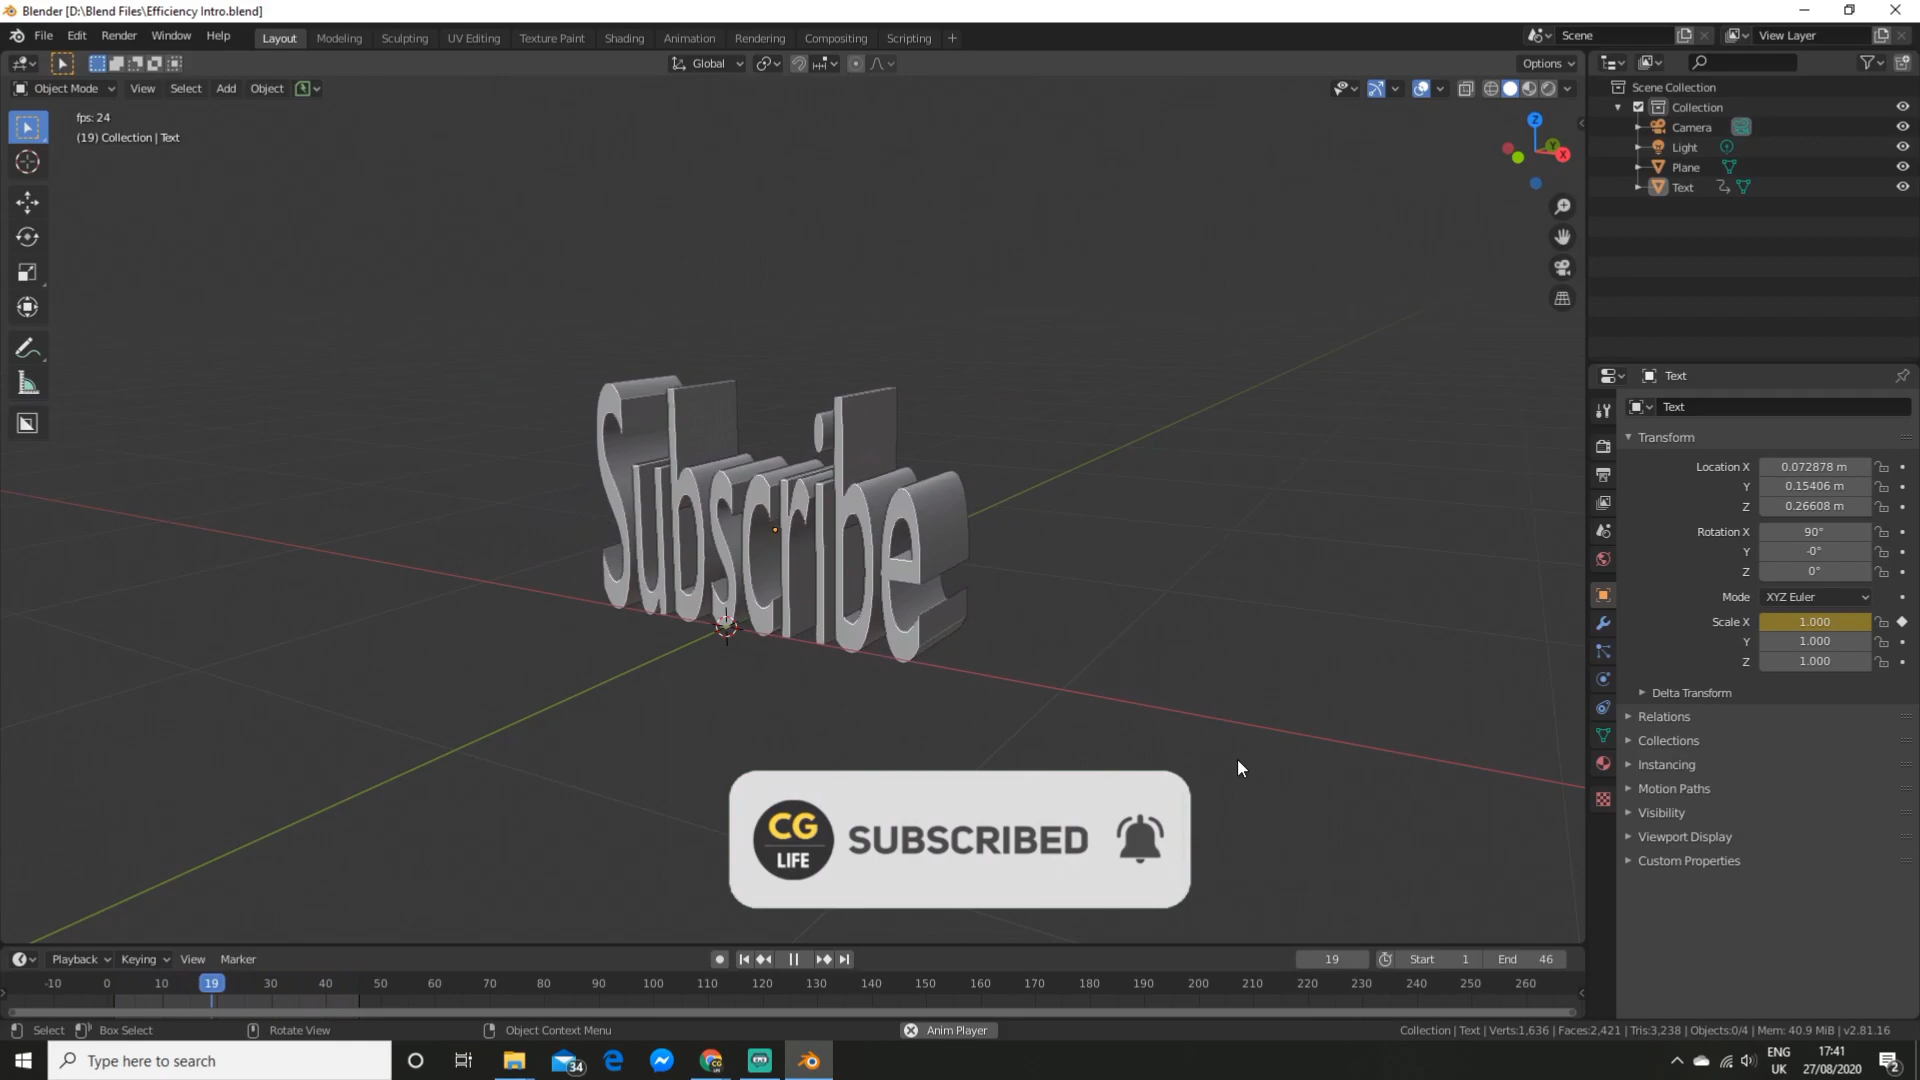 Blender [D:\Blend Files\Efficiency Intro.blend]
File Edit Render Window Help Layout Modeling Sculpting UV Editing Texture Paint Shading Animation Rendering Compositing Scripting + Scene View Layer
Global Options
Object Mode View Select Add Object
fps: 24
(19) Collection | Text
Z
Y
X
Scene Collection
Collection
Camera
Light
Plane
Text
Text
Text
Transform
Location X 0.072878 m
Y 0.15406 m
Z 0.26608 m
Rotation X 90°
Y -0°
Z 0°
Mode XYZ Euler
Scale X 1.000
Y 1.000
Z 1.000
Delta Transform
Relations
Collections
Instancing
Motion Paths
Visibility
Viewport Display
Custom Properties
Subscribe
CG
LIFE
SUBSCRIBED
Playback Keying View Marker 19 Start 1 End 46
-10 0 10 19 30 40 50 60 70 80 90 100 110 120 130 140 150 160 170 180 190 200 210 220 230 240 250 260
Select Box Select Rotate View Object Context Menu Anim Player Collection | Text | Verts:1,636 | Faces:2,421 | Tris:3,238 | Objects:0/4 | Mem: 40.9 MiB | v2.81.16
Type here to search
34
ENG
UK
17:41
27/08/2020
2